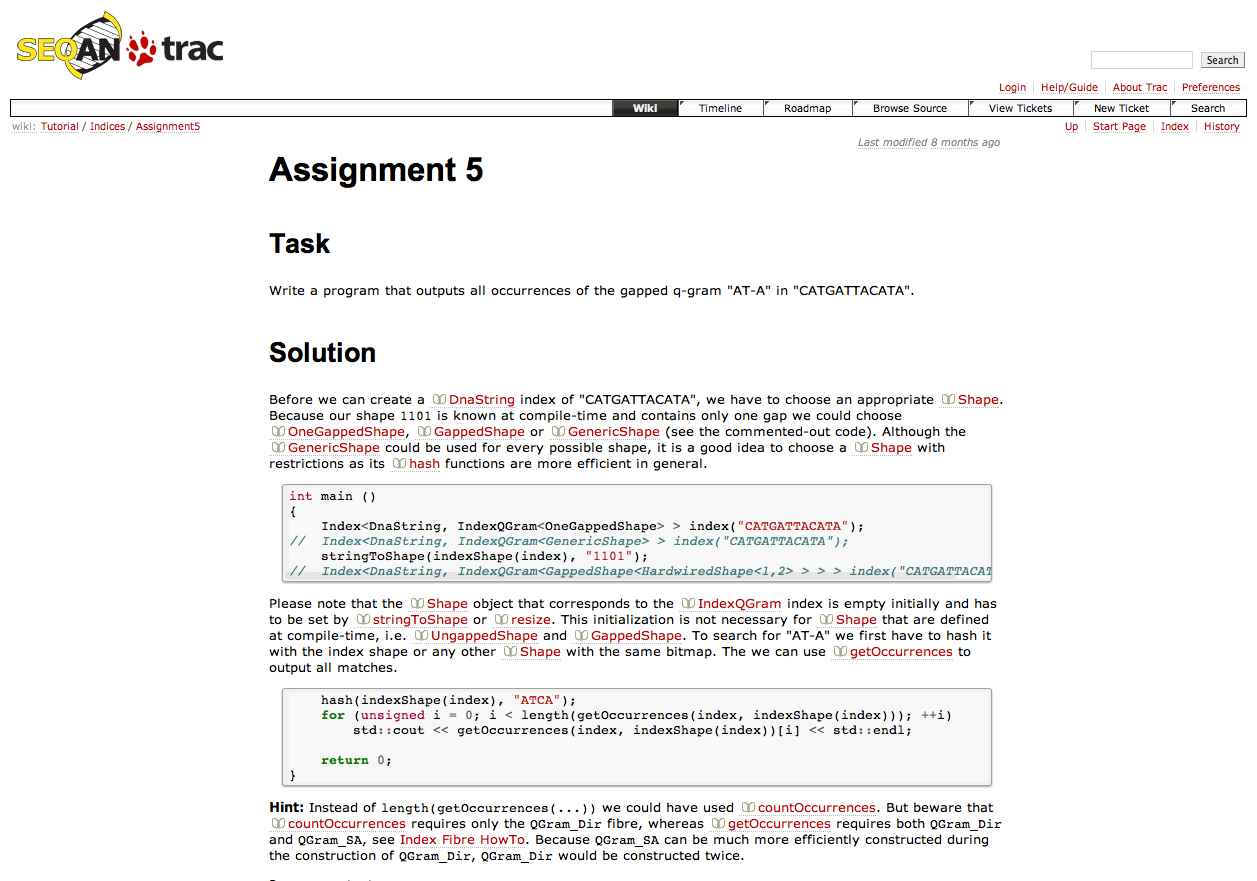 SEQAN trac
Search
Login Help/Guide About Trac Preferences
Wiki Timeline Roadmap Browse Source View Tickets New Ticket Search
wiki: Tutorial / Indices / Assignment5
Up Start Page Index History
Last modified 8 months ago
Assignment 5
Task
Write a program that outputs all occurrences of the gapped q-gram "AT-A" in "CATGATTACATA".
Solution
Before we can create a DnaString index of "CATGATTACATA", we have to choose an appropriate Shape.
Because our shape 1101 is known at compile-time and contains only one gap we could choose
OneGappedShape, GappedShape or GenericShape (see the commented-out code). Although the
GenericShape could be used for every possible shape, it is a good idea to choose a Shape with
restrictions as its hash functions are more efficient in general.
int main ()
{
    Index<DnaString, IndexQGram<OneGappedShape> > index("CATGATTACATA");
//  Index<DnaString, IndexQGram<GenericShape> > index("CATGATTACATA");
    stringToShape(indexShape(index), "1101");
//  Index<DnaString, IndexQGram<GappedShape<HardwiredShape<1,2> > > > index("CATGATTACAT
Please note that the Shape object that corresponds to the IndexQGram index is empty initially and has
to be set by stringToShape or resize. This initialization is not necessary for Shape that are defined
at compile-time, i.e. UngappedShape and GappedShape. To search for "AT-A" we first have to hash it
with the index shape or any other Shape with the same bitmap. The we can use getOccurrences to
output all matches.
    hash(indexShape(index), "ATCA");
    for (unsigned i = 0; i < length(getOccurrences(index, indexShape(index))); ++i)
        std::cout << getOccurrences(index, indexShape(index))[i] << std::endl;
    return 0;
}
Hint: Instead of length(getOccurrences(...)) we could have used countOccurrences. But beware that
countOccurrences requires only the QGram_Dir fibre, whereas getOccurrences requires both QGram_Dir
and QGram_SA, see Index Fibre HowTo. Because QGram_SA can be much more efficiently constructed during
the construction of QGram_Dir, QGram_Dir would be constructed twice.